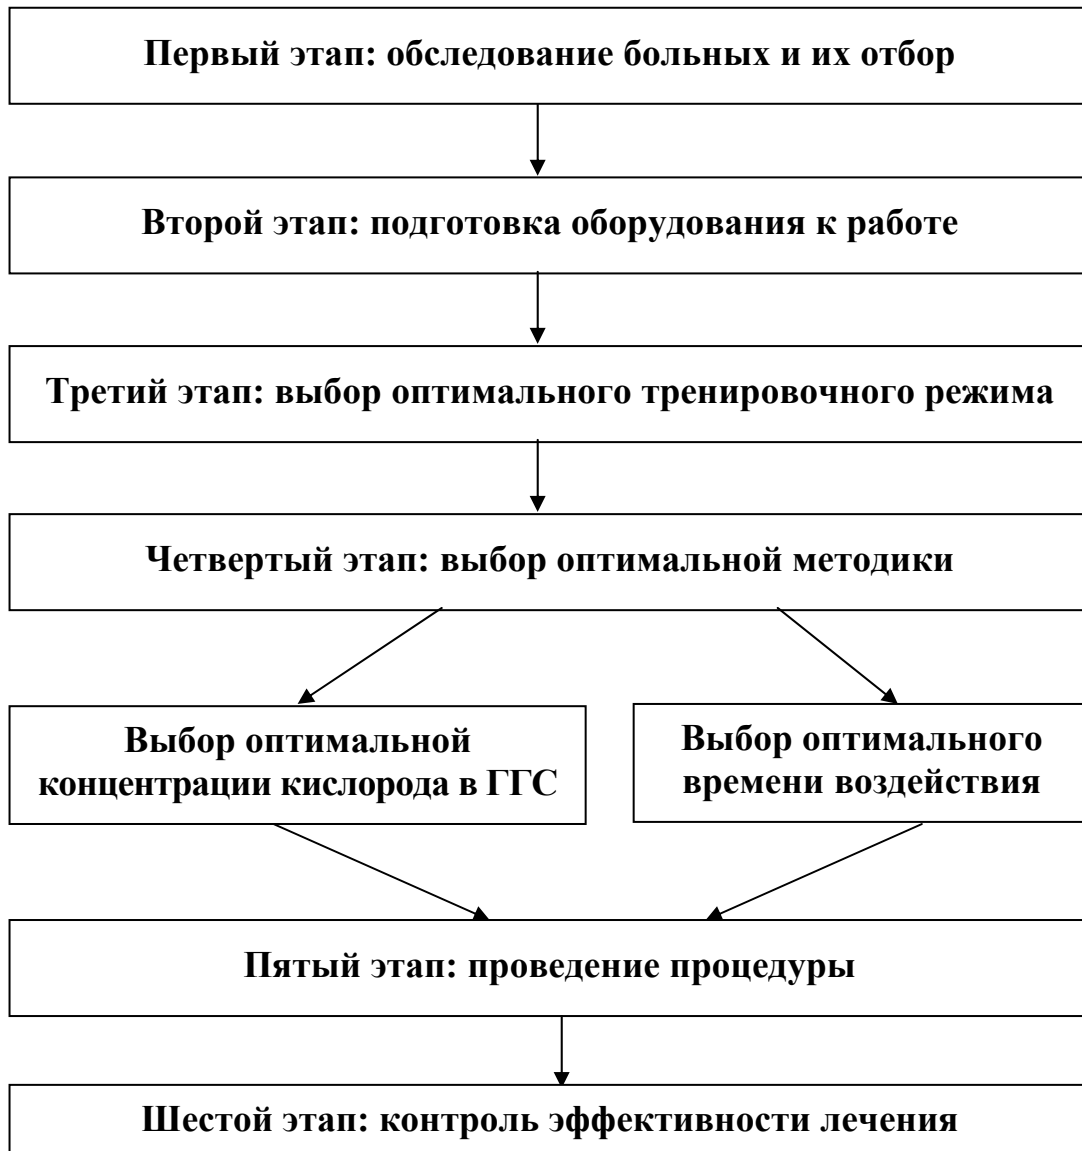 Первый этап: обследование больных и их отбор
Второй этап: подготовка оборудования к работе
Третий этап: выбор оптимального тренировочного режима
Четвертый этап: выбор оптимальной методики
Выбор оптимальной
концентрации кислорода в ГГС
Выбор оптимального
времени воздействия
Пятый этап: проведение процедуры
Шестой этап: контроль эффективности лечения